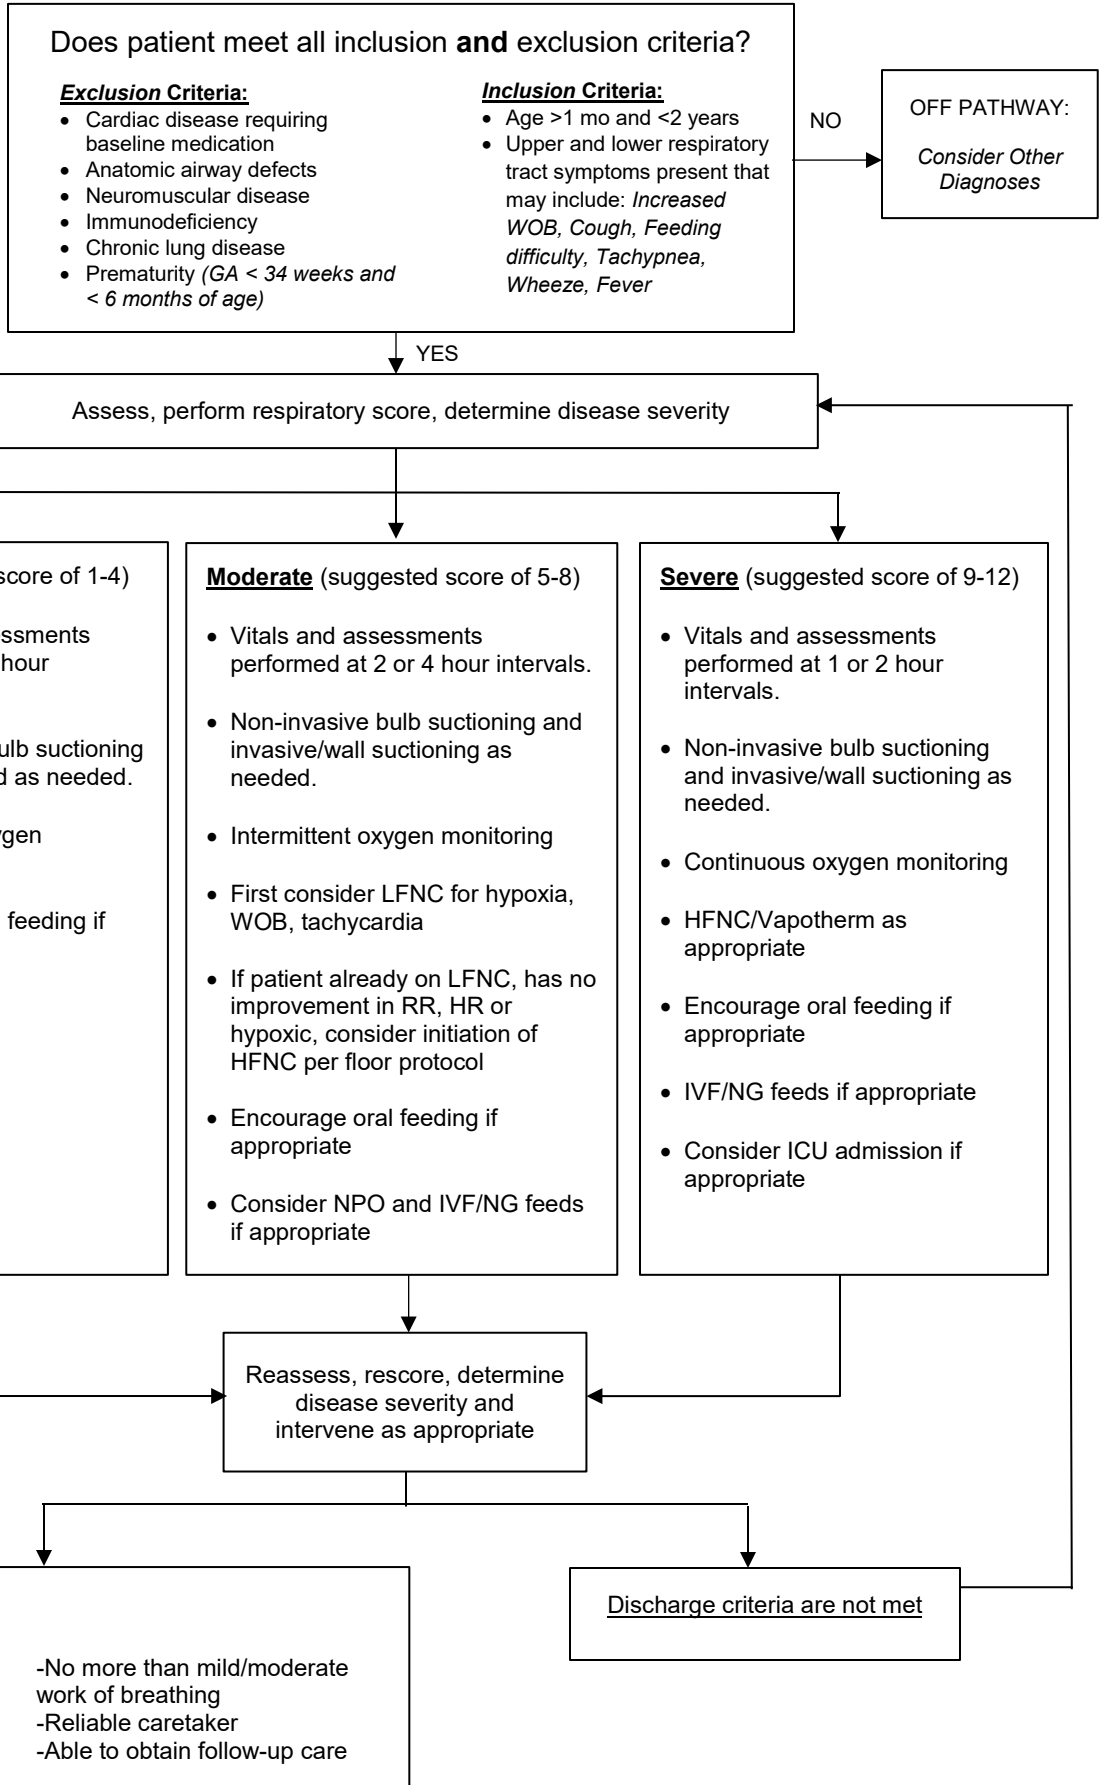 Does patient meet all inclusion and exclusion criteria?
Exclusion Criteria:
• Cardiac disease requiring
baseline medication
• Anatomic airway defects
• Neuromuscular disease
• Immunodeficiency
• Chronic lung disease
• Prematurity (GA < 34 weeks and
< 6 months of age)
Inclusion Criteria:
• Age >1 mo and <2 years
• Upper and lower respiratory
tract symptoms present that
may include: Increased
WOB, Cough, Feeding
difficulty, Tachypnea,
Wheeze, Fever
NO
OFF PATHWAY:
Consider Other
Diagnoses
YES
Assess, perform respiratory score, determine disease severity
score of 1-4)
ssments
hour
ulb suctioning
d as needed.
ygen
feeding if
Moderate (suggested score of 5-8)
• Vitals and assessments
performed at 2 or 4 hour intervals.
• Non-invasive bulb suctioning and
invasive/wall suctioning as
needed.
• Intermittent oxygen monitoring
• First consider LFNC for hypoxia,
WOB, tachycardia
• If patient already on LFNC, has no
improvement in RR, HR or
hypoxic, consider initiation of
HFNC per floor protocol
• Encourage oral feeding if
appropriate
• Consider NPO and IVF/NG feeds
if appropriate
Severe (suggested score of 9-12)
• Vitals and assessments
performed at 1 or 2 hour
intervals.
• Non-invasive bulb suctioning
and invasive/wall suctioning as
needed.
• Continuous oxygen monitoring
• HFNC/Vapotherm as
appropriate
• Encourage oral feeding if
appropriate
• IVF/NG feeds if appropriate
• Consider ICU admission if
appropriate
Reassess, rescore, determine
disease severity and
intervene as appropriate
-No more than mild/moderate
work of breathing
-Reliable caretaker
-Able to obtain follow-up care
Discharge criteria are not met